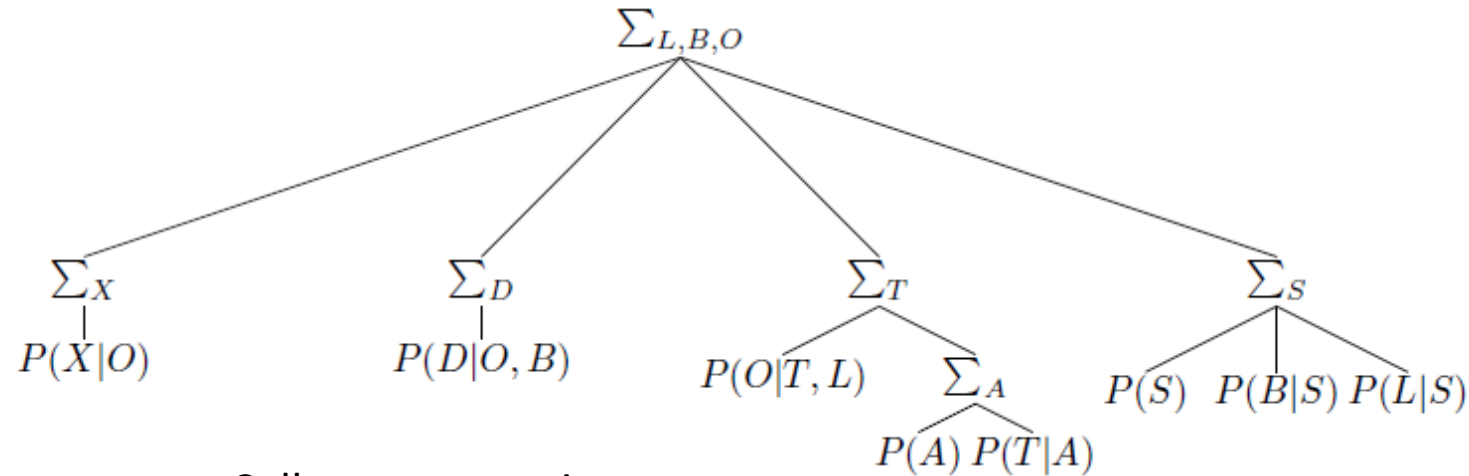 ∑_{L,B,O}
∑_X ∑_D ∑_T ∑_S
P(X|O) P(D|O, B) P(O|T, L) ∑_A P(S) P(B|S) P(L|S)
P(A) P(T|A)